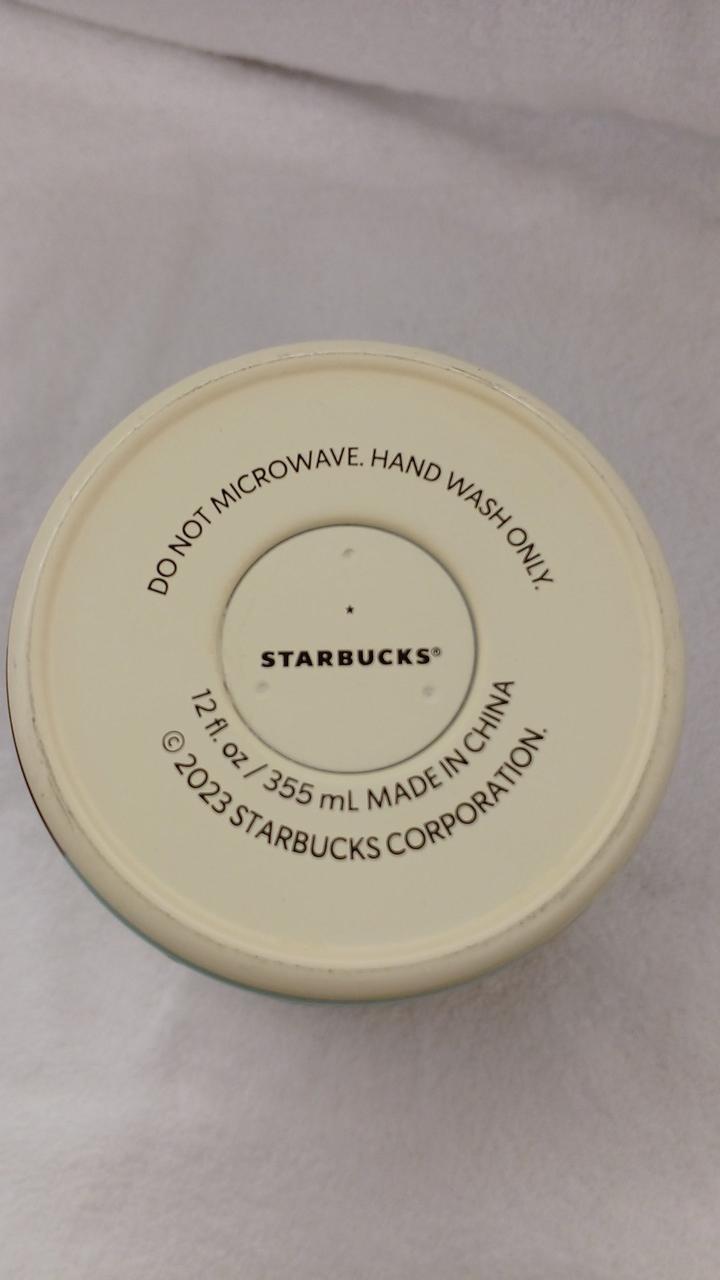 DO NOT MICROWAVE. HAND WASH ONLY.
STARBUCKS®
12 fl. oz / 355 mL MADE IN CHINA
© 2023 STARBUCKS CORPORATION.